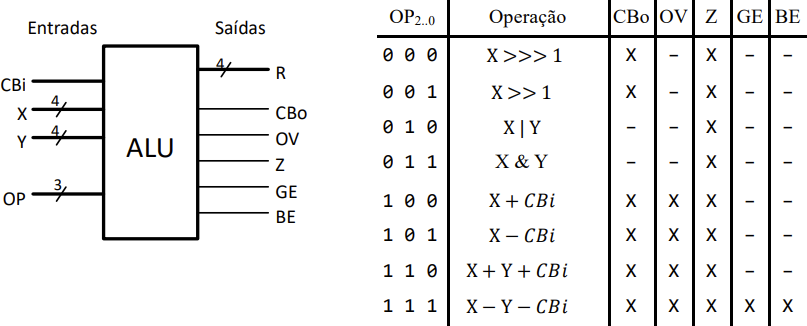 Entradas Saídas
CBi
X 4
Y 4
OP 3
ALU
4 R
CBo
OV
Z
GE
BE
OP2..0 Operação CBo OV Z GE BE
0 0 0 X >>> 1 X – X – –
0 0 1 X >> 1 X – X – –
0 1 0 X | Y – – X – –
0 1 1 X & Y – – X – –
1 0 0 X + CBi X X X – –
1 0 1 X − CBi X X X – –
1 1 0 X + Y + CBi X X X – –
1 1 1 X − Y − CBi X X X X X